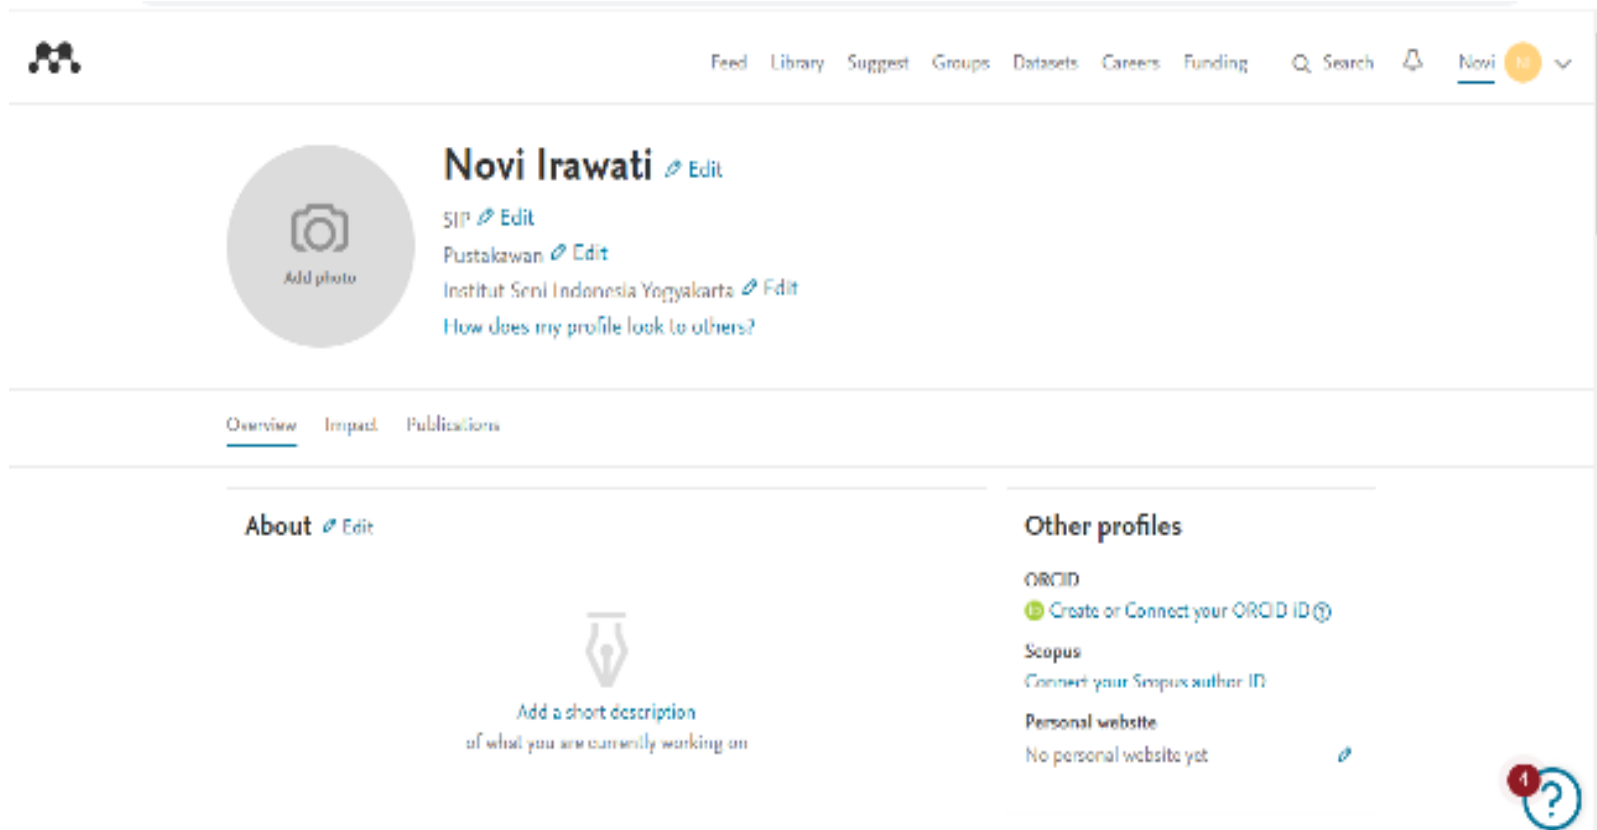 Feed Library Suggest Groups Datasets Careers Funding Search Novi NI
Novi Irawati Edit
SIP Edit
Pustakawan Edit
Institut Seni Indonesia Yogyakarta Edit
How does my profile look to others?
Add photo
Overview Impact Publications
About Edit
Add a short description
of what you are currently working on
Other profiles
ORCID
iD Create or Connect your ORCID iD ?
Scopus
Connect your Scopus author ID
Personal website
No personal website yet
4
?